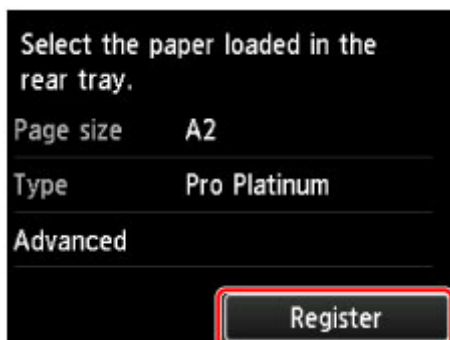 Select the paper loaded in the
rear tray.
Page size A2
Type Pro Platinum
Advanced
Register